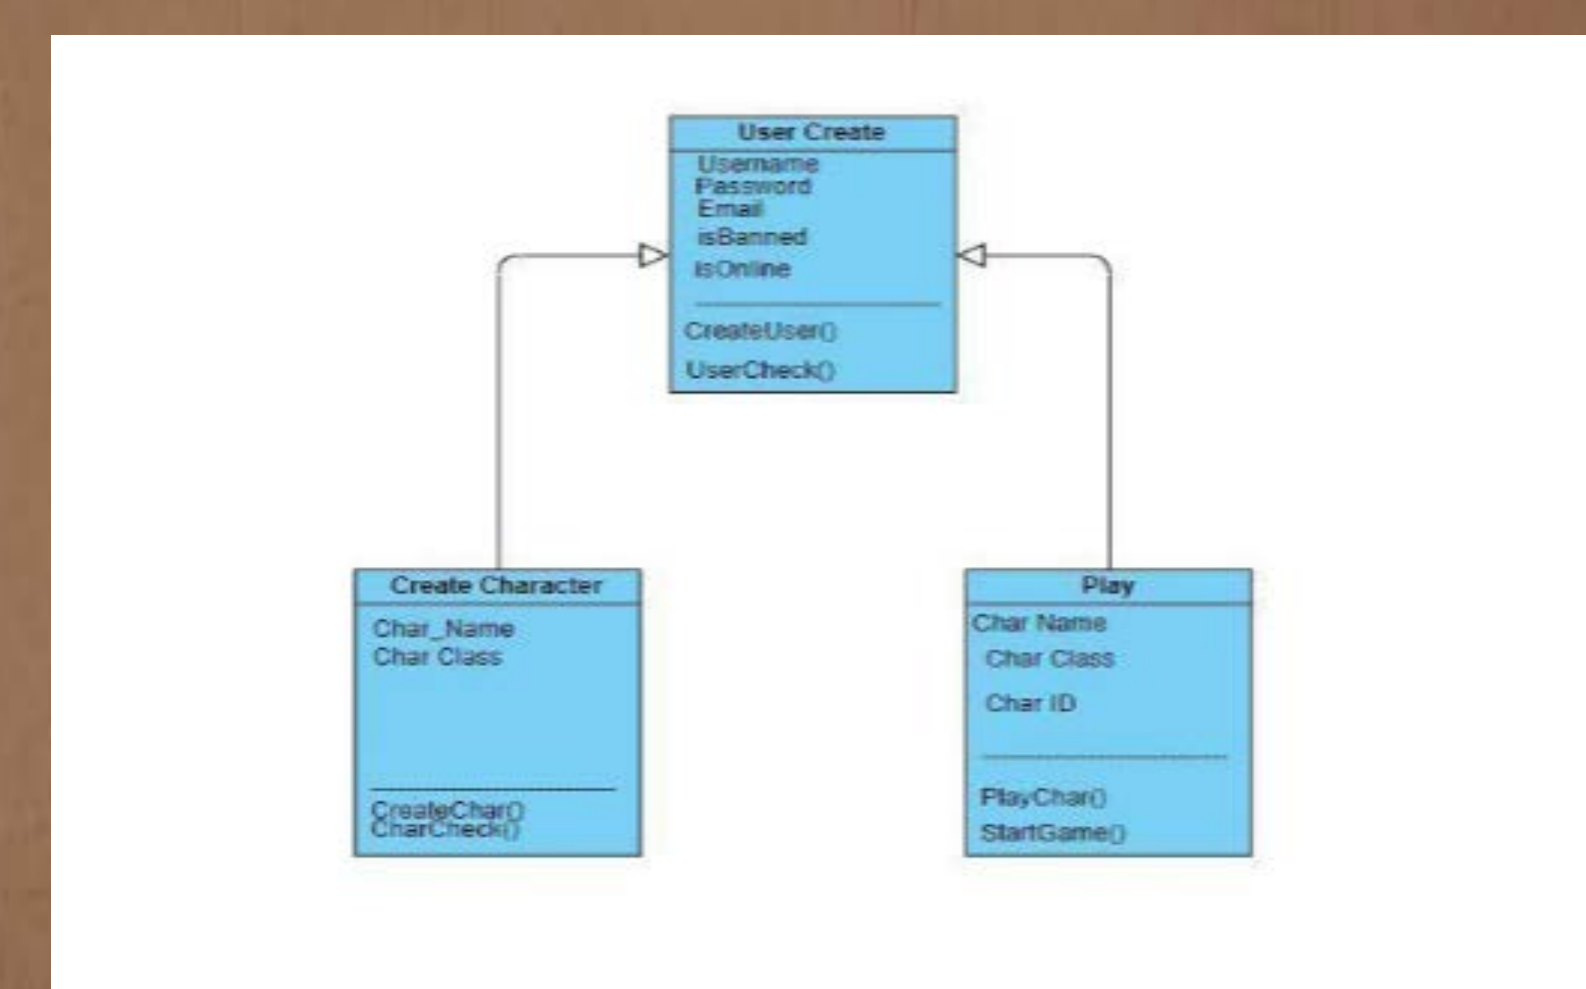 User Create
Username
Password
Email
isBanned
isOnline
CreateUser()
UserCheck()
Create Character
Char_Name
Char Class
CreateChar()
CharCheck()
Play
Char Name
Char Class
Char ID
PlayChar()
StartGame()